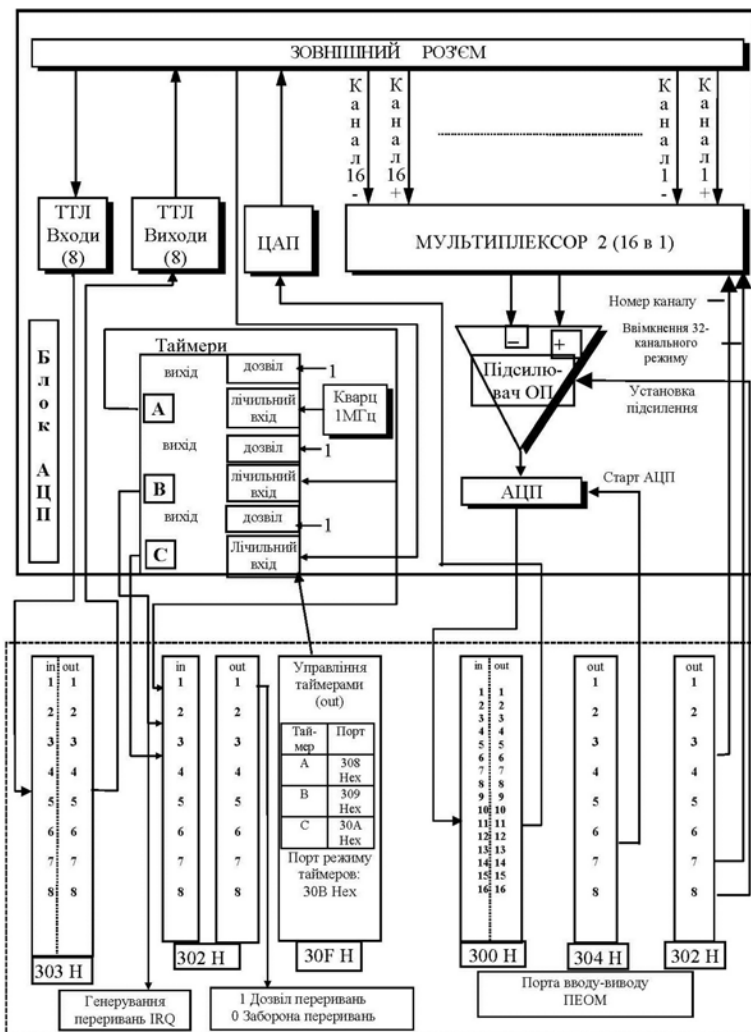 ЗОВНІШНИЙ РОЗ'ЄМ
Канал 16 -
Канал 16 +
Канал 1 -
Канал 1 +
ТТЛ
Входи
(8)
ТТЛ
Виходи
(8)
ЦАП
МУЛЬТИПЛЕКСОР 2 (16 в 1)
Номер каналу
Ввімкнення 32-
канального
режиму
Установка
підсилення
– +
Підсилю-
вач ОП
Блок АЦП
Таймери
вихід
дозвіл
1
A
лічильний
вхід
Кварц
1МГц
вихід
дозвіл
1
B
лічильний
вхід
вихід
дозвіл
1
C
Лічильний
вхід
АЦП
Старт АЦП
in out
1 1
2 2
3 3
4 4
5 5
6 6
7 7
8 8
303 Н
in out
1 1
2 2
3 3
4 4
5 5
6 6
7 7
8 8
302 Н
Управління
таймерами
(out)
Тай-
мер
Порт
A 308
Hex
B 309
Hex
C 30A
Hex
Порт режиму
таймеров:
30B Hex
30F Н
in out
1 1
2 2
3 3
4 4
5 5
6 6
7 7
8 8
9 9
10 10
11 11
12 12
13 13
14 14
15 15
16 16
300 Н
out
1
2
3
4
5
6
7
8
304 Н
out
1
2
3
4
5
6
7
8
302 Н
Генерування
переривань IRQ
1 Дозвіл переривань
0 Заборона переривань
Порта вводу-виводу
ПЕОМ